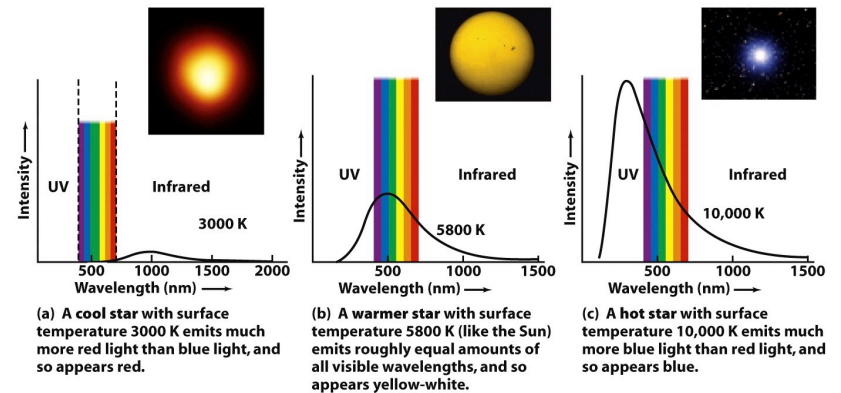 Intensity
UV
Infrared
3000 K
500
1000
1500
2000
Wavelength (nm)
(a) A cool star with surface
temperature 3000 K emits much
more red light than blue light, and
so appears red.
Intensity
UV
Infrared
5800 K
500
1000
1500
Wavelength (nm)
(b) A warmer star with surface
temperature 5800 K (like the Sun)
emits roughly equal amounts of
all visible wavelengths, and so
appears yellow-white.
Intensity
UV
Infrared
10,000 K
500
1000
1500
Wavelength (nm)
(c) A hot star with surface
temperature 10,000 K emits much
more blue light than red light, and
so appears blue.